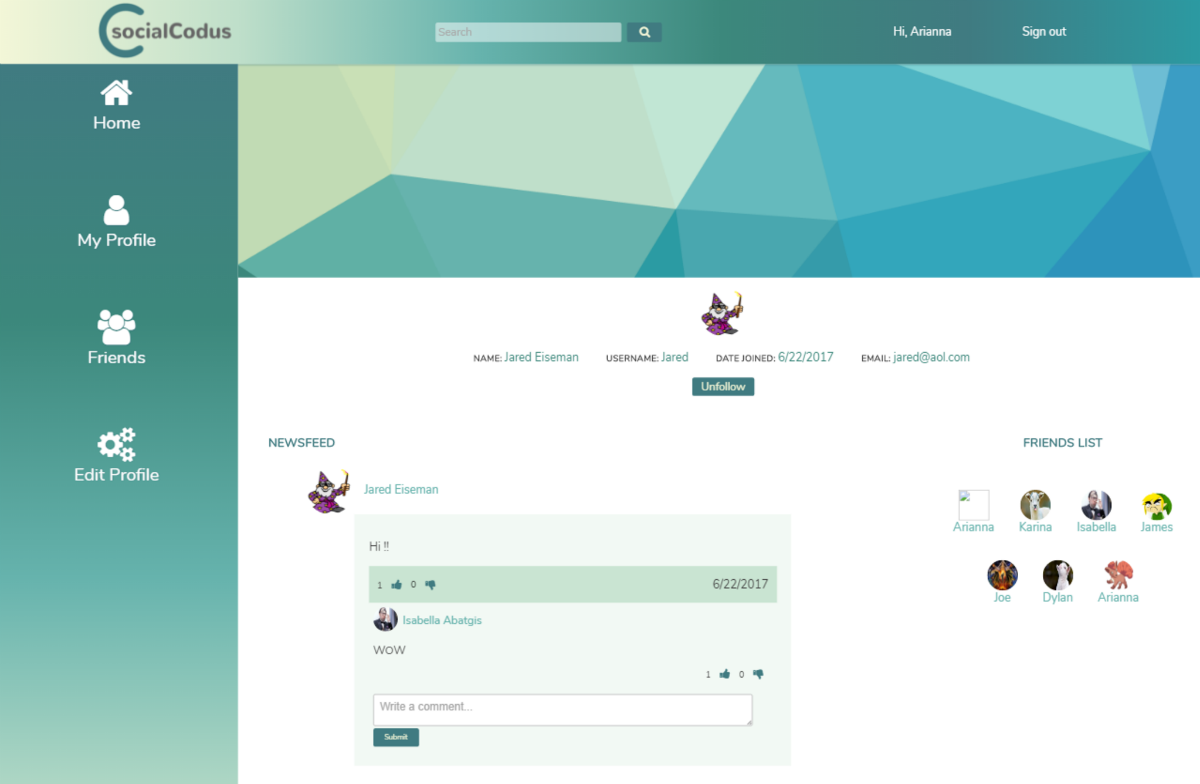 socialCodus
Search
Hi, Arianna
Sign out
Home
My Profile
Friends
Edit Profile
NAME: Jared Eiseman USERNAME: Jared DATE JOINED: 6/22/2017 EMAIL: jared@aol.com
Unfollow
NEWSFEED
Jared Eiseman
Hi !!
1 0 6/22/2017
Isabella Abatgis
WOW
1 0
Write a comment...
Submit
FRIENDS LIST
Arianna Karina Isabella James
Joe Dylan Arianna